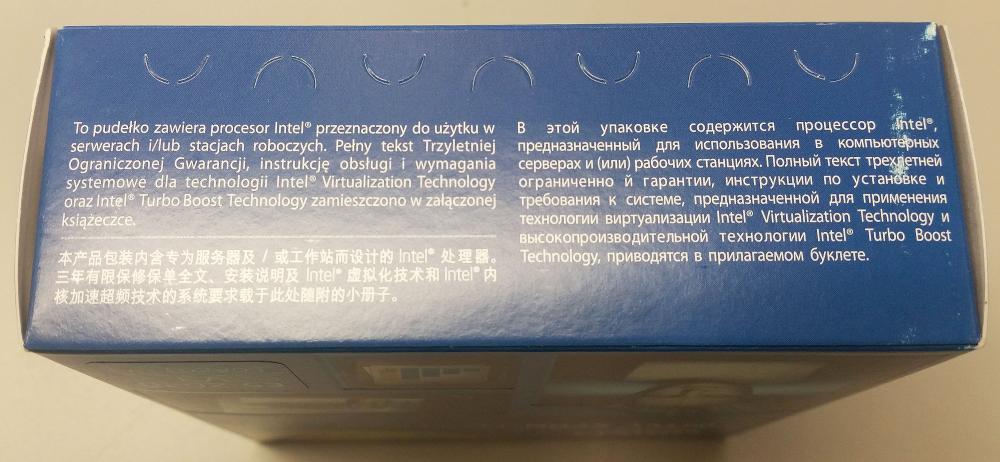 To pudełko zawiera procesor Intel® przeznaczony do użytku w
serwerach i/lub stacjach roboczych. Pełny tekst Trzyletniej
Ograniczonej Gwarancji, instrukcję obsługi i wymagania
systemowe dla technologii Intel® Virtualization Technology
oraz Intel® Turbo Boost Technology zamieszczono w załączonej
książeczce.
本产品包装内含专为服务器及 / 或工作站而设计的 Intel® 处理器。
三年有限保修保单全文、安装说明及 Intel® 虚拟化技术和 Intel® 内
核加速超频技术的系统要求载于此处随附的小册子。
В этой упаковке содержится процессор Intel®,
предназначенный для использования в компьютерных
серверах и (или) рабочих станциях. Полный текст трехлетней
ограниченно й гарантии, инструкции по установке и
требования к системе, предназначенной для применения
технологии виртуализации Intel® Virtualization Technology и
высокопроизводительной технологии Intel® Turbo Boost
Technology, приводятся в прилагаемом буклете.